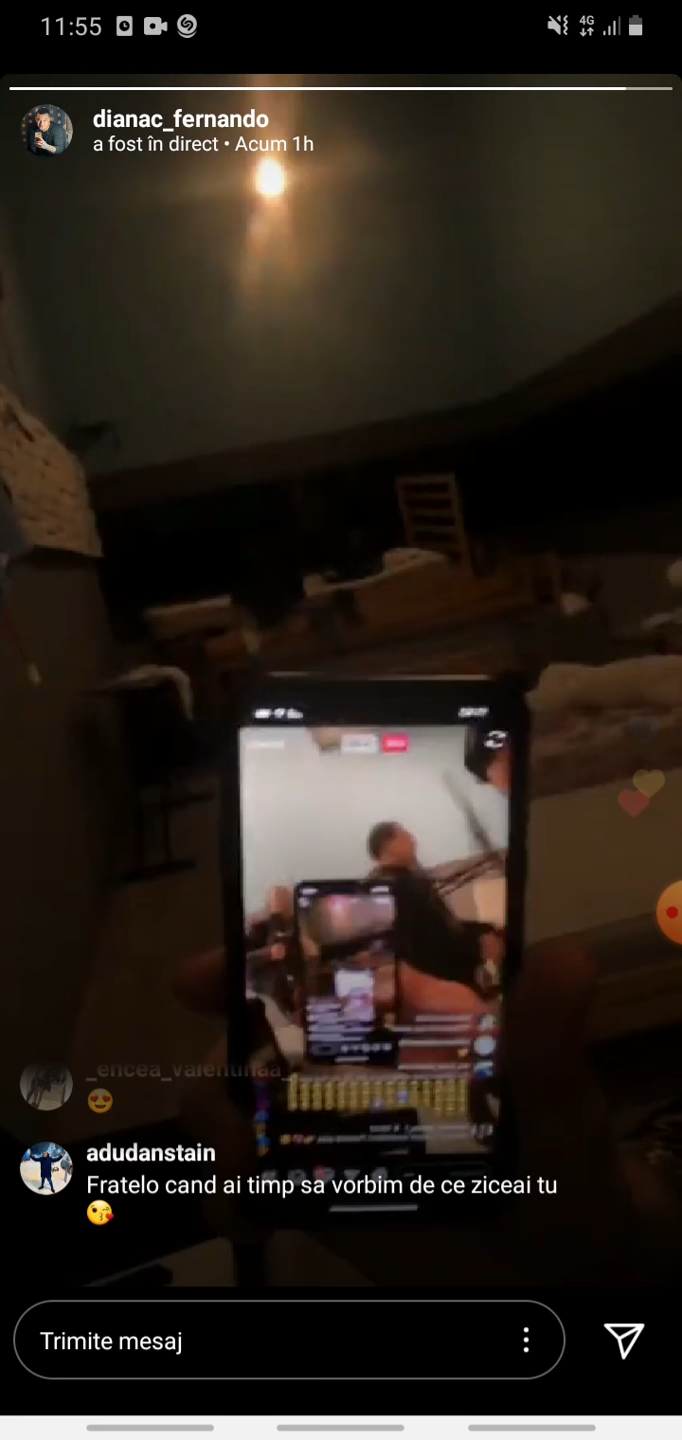 11:55
4G
dianac_fernando
a fost în direct • Acum 1h
_encea_valentinaa_
😍
adudanstain
Fratelo cand ai timp sa vorbim de ce ziceai tu
😘
Trimite mesaj